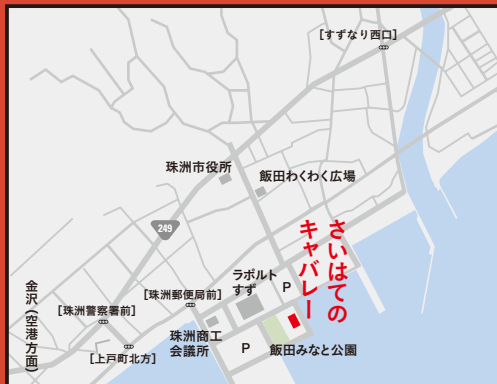 [すずなり西口]
珠洲市役所
飯田わくわく広場
249
さいはての
キャバレー
ラポルト
すず
P
金沢(空港方面)
[珠洲郵便局前]
[珠洲警察署前]
珠洲商工
会議所
P
飯田みなと公園
[上戸町北方]